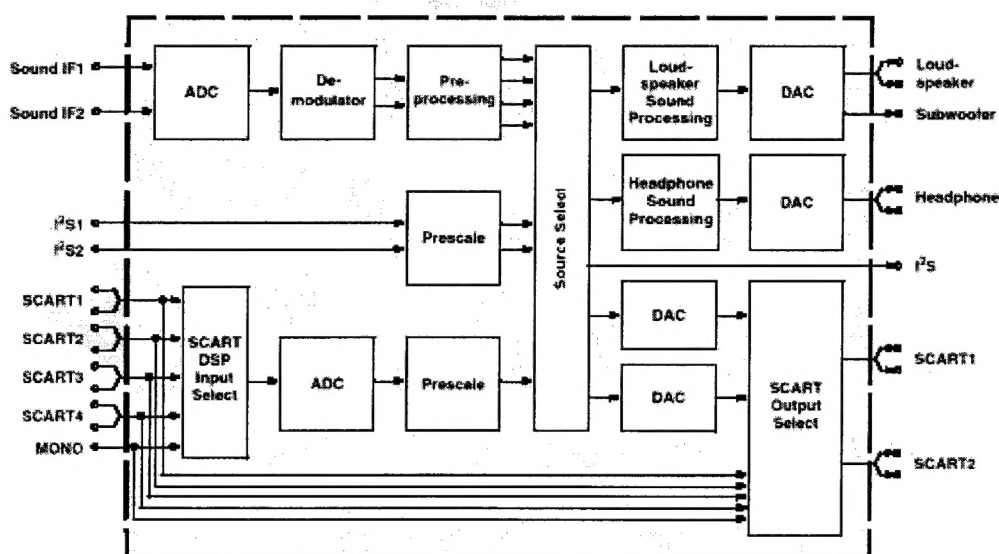 Sound IF1
Sound IF2
I²S1
I²S2
SCART1
SCART2
SCART3
SCART4
MONO
ADC
De-
modulator
Pre-
processing
Prescale
SCART
DSP
Input
Select
ADC
Prescale
Source Select
Loud-
speaker
Sound
Processing
DAC
Headphone
Sound
Processing
DAC
DAC
DAC
SCART
Output
Select
Loud-
speaker
Subwoofer
Headphone
I²S
SCART1
SCART2